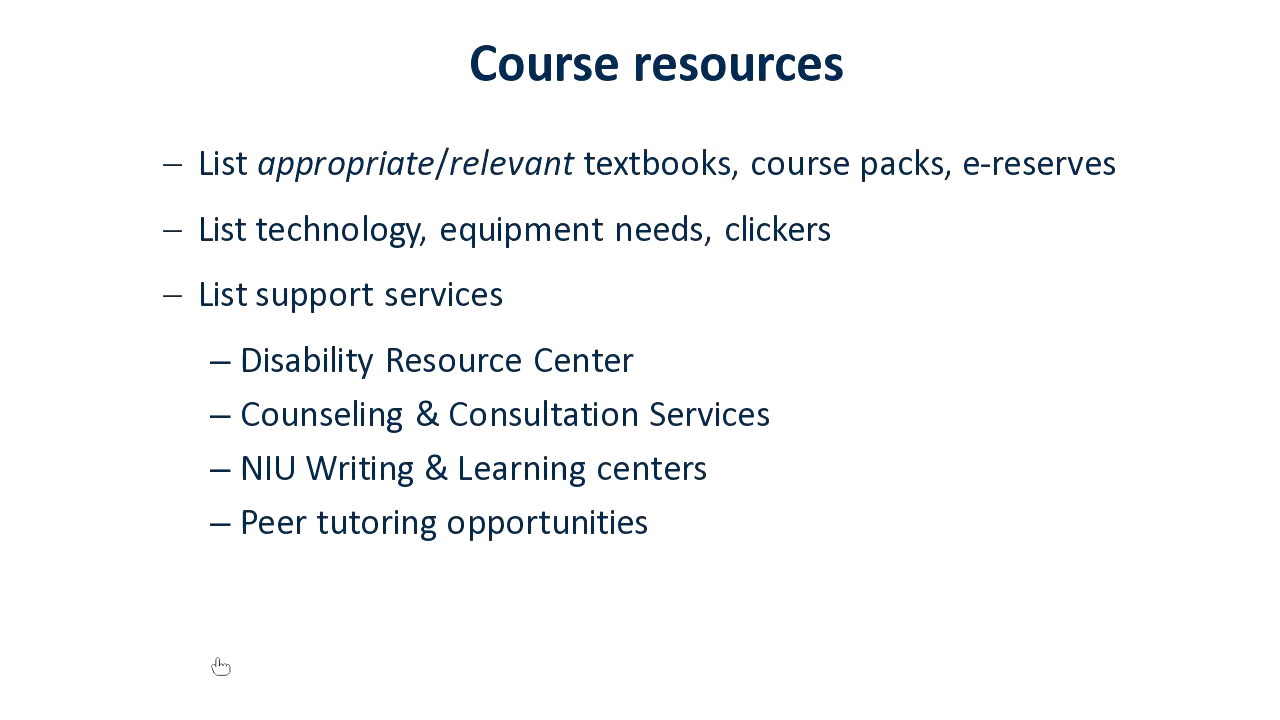 Course resources
– List appropriate/relevant textbooks, course packs, e-reserves
– List technology, equipment needs, clickers
– List support services
– Disability Resource Center
– Counseling & Consultation Services
– NIU Writing & Learning centers
– Peer tutoring opportunities